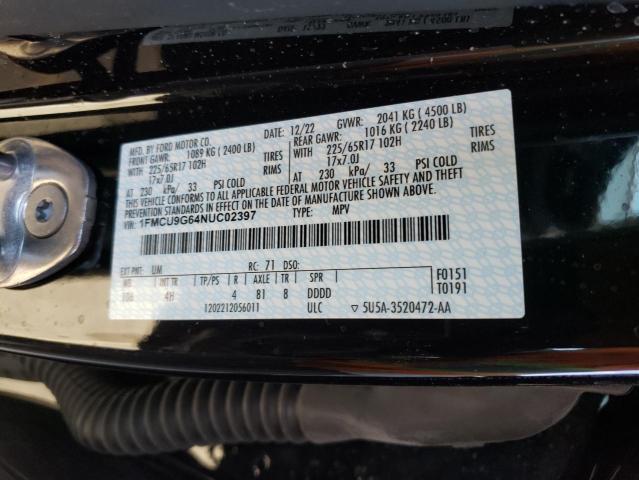 MFD. BY FORD MOTOR CO.
DATE: 12/22 GVWR: 2041 KG (4500 LB)
FRONT GAWR: 1089 KG (2400 LB) REAR GAWR: 1016 KG (2240 LB)
WITH 225/65R17 102H TIRES WITH 225/65R17 102H TIRES
17x7.0J RIMS 17x7.0J RIMS
AT 230 kPa/ 33 PSI COLD AT 230 kPa/ 33 PSI COLD
THIS VEHICLE CONFORMS TO ALL APPLICABLE FEDERAL MOTOR VEHICLE SAFETY AND THEFT
PREVENTION STANDARDS IN EFFECT ON THE DATE OF MANUFACTURE SHOWN ABOVE.
VIN: 1FMCU9G64NUC02397 TYPE: MPV
EXT PNT: UM RC: 71 DSO:
WB INT TR TP/PS R AXLE TR SPR F0151
106 4H 4 81 8 DDDD T0191
1202212056011 ULC ▽ 5U5A-3520472-AA